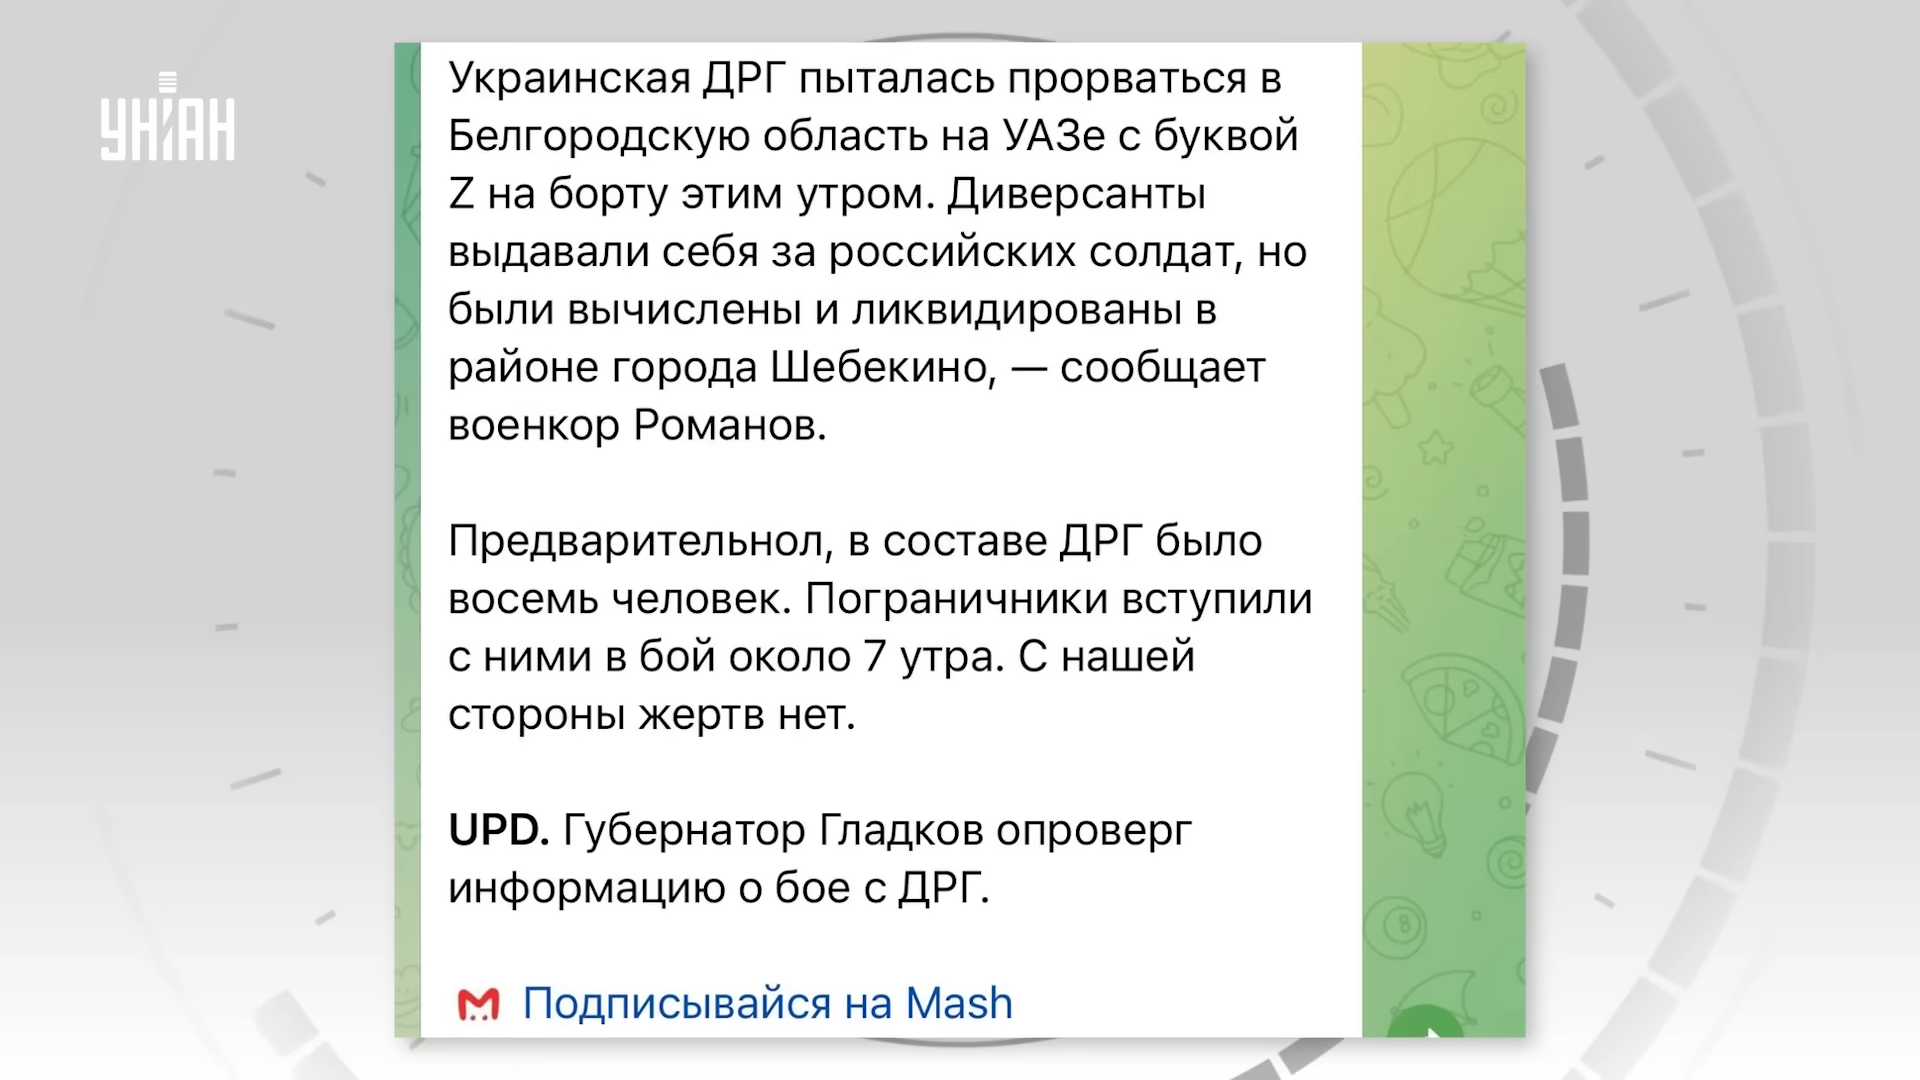 УНІАН
Украинская ДРГ пыталась прорваться в
Белгородскую область на УАЗе с буквой
Z на борту этим утром. Диверсанты
выдавали себя за российских солдат, но
были вычислены и ликвидированы в
районе города Шебекино, — сообщает
военкор Романов.
Предварительнол, в составе ДРГ было
восемь человек. Пограничники вступили
с ними в бой около 7 утра. С нашей
стороны жертв нет.
UPD. Губернатор Гладков опроверг
информацию о бое с ДРГ.
Подписывайся на Mash